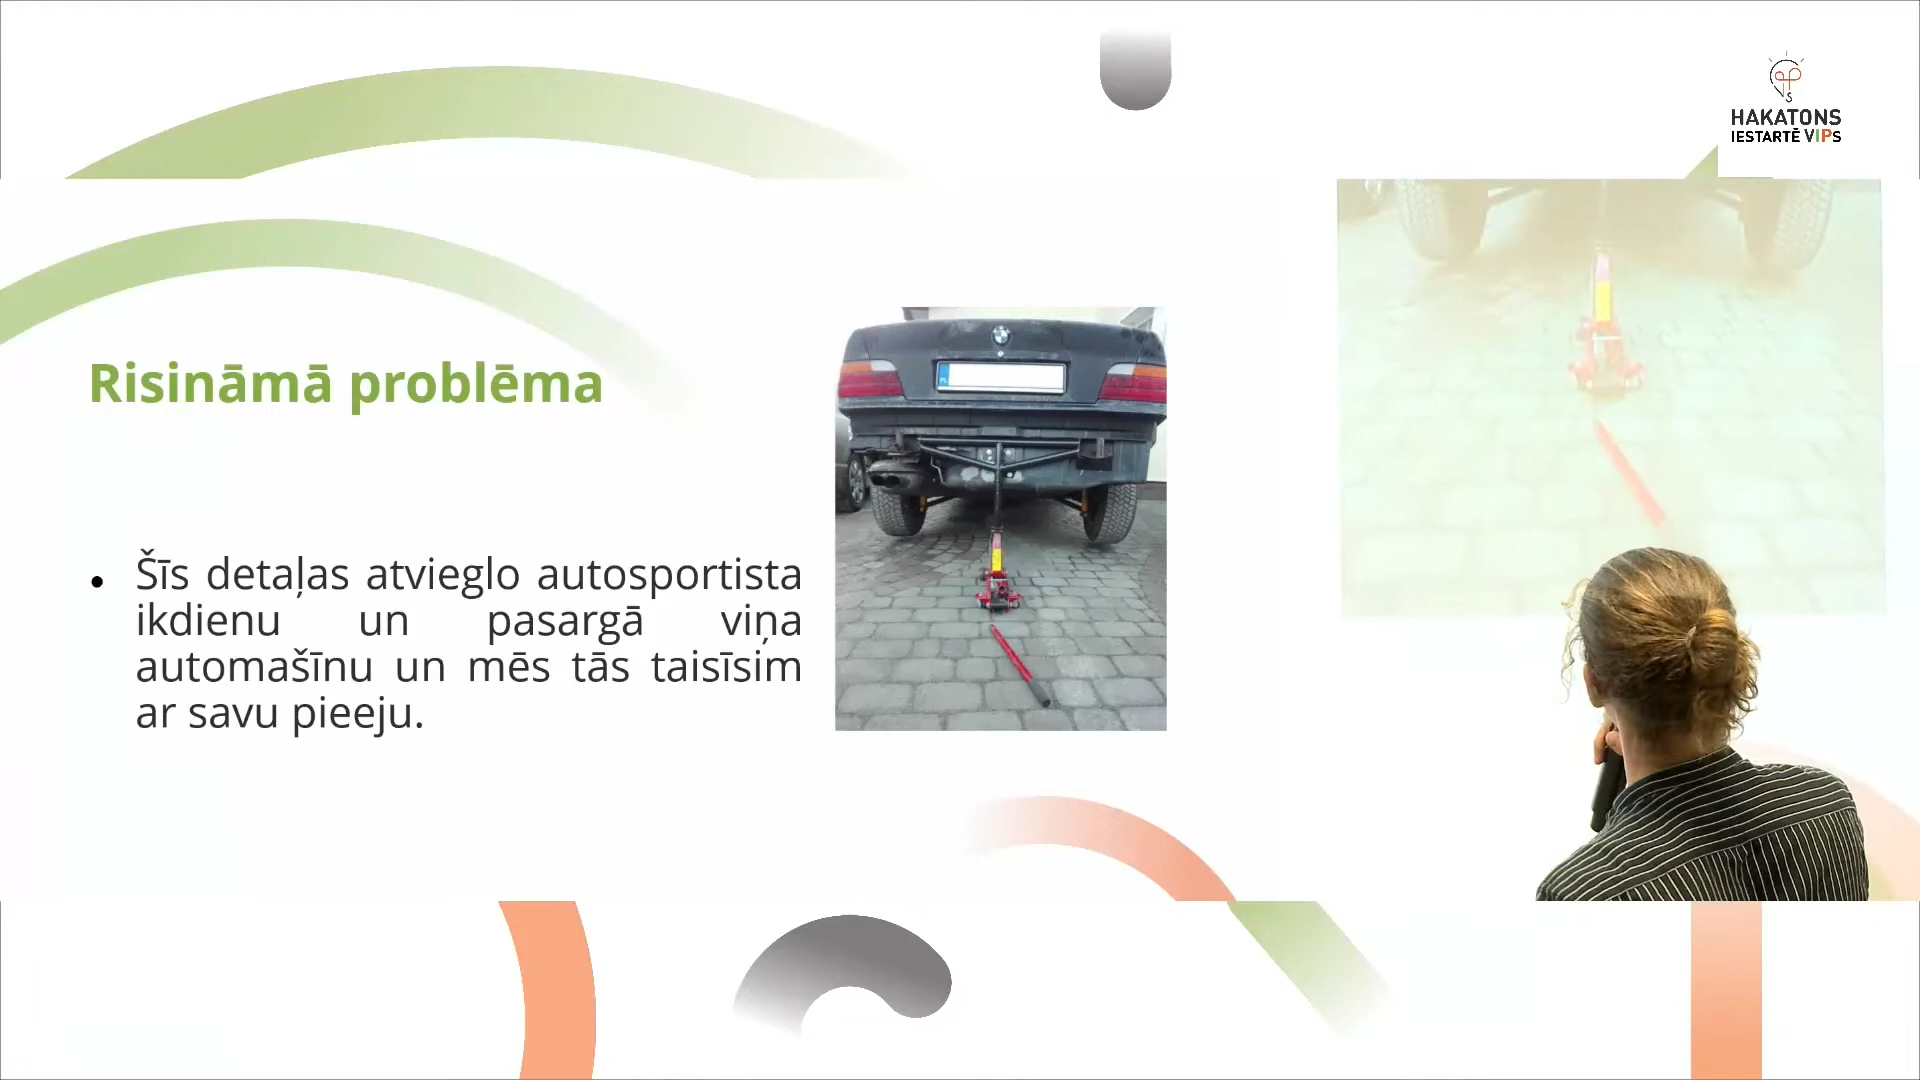 HAKATONS
IESTARTĒ VIPS
Risināmā problēma
• Šīs detaļas atvieglo autosportista
ikdienu un pasargā viņa
automašīnu un mēs tās taisīsim
ar savu pieeju.